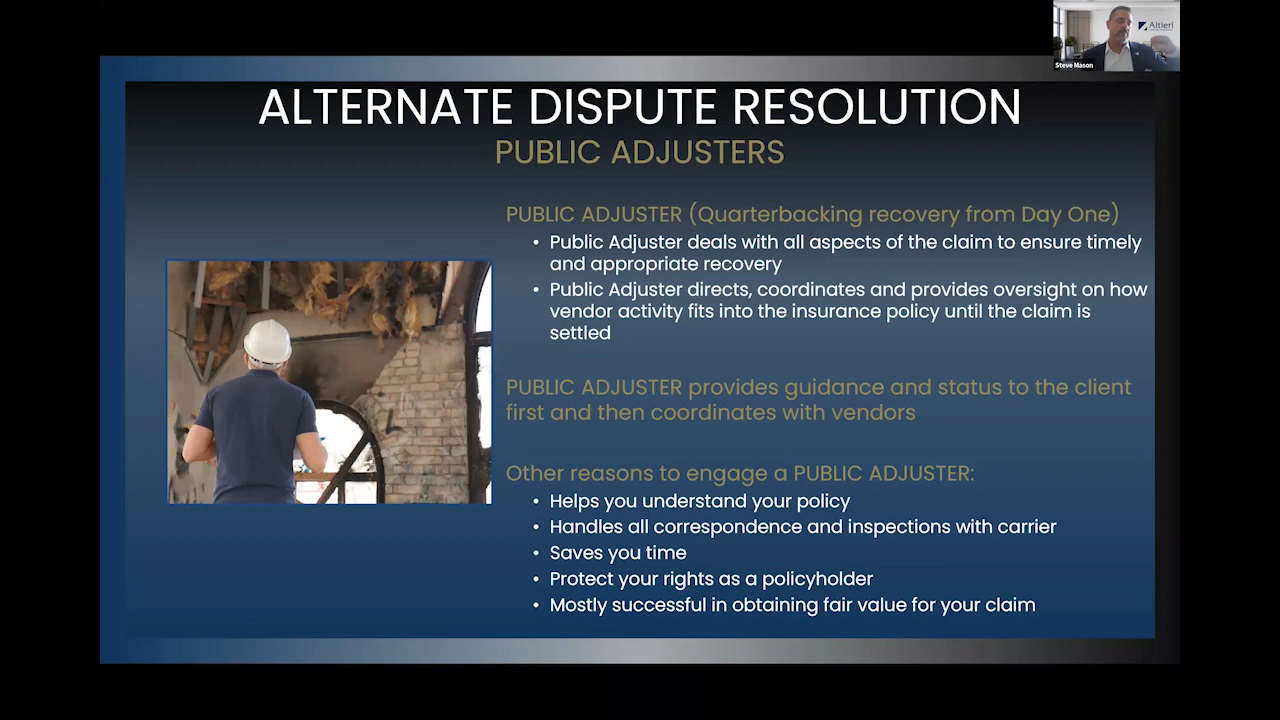 Altieri
Steve Mason
ALTERNATE DISPUTE RESOLUTION
PUBLIC ADJUSTERS
PUBLIC ADJUSTER (Quarterbacking recovery from Day One)
• Public Adjuster deals with all aspects of the claim to ensure timely
and appropriate recovery
• Public Adjuster directs, coordinates and provides oversight on how
vendor activity fits into the insurance policy until the claim is
settled
PUBLIC ADJUSTER provides guidance and status to the client
first and then coordinates with vendors
Other reasons to engage a PUBLIC ADJUSTER:
• Helps you understand your policy
• Handles all correspondence and inspections with carrier
• Saves you time
• Protect your rights as a policyholder
• Mostly successful in obtaining fair value for your claim